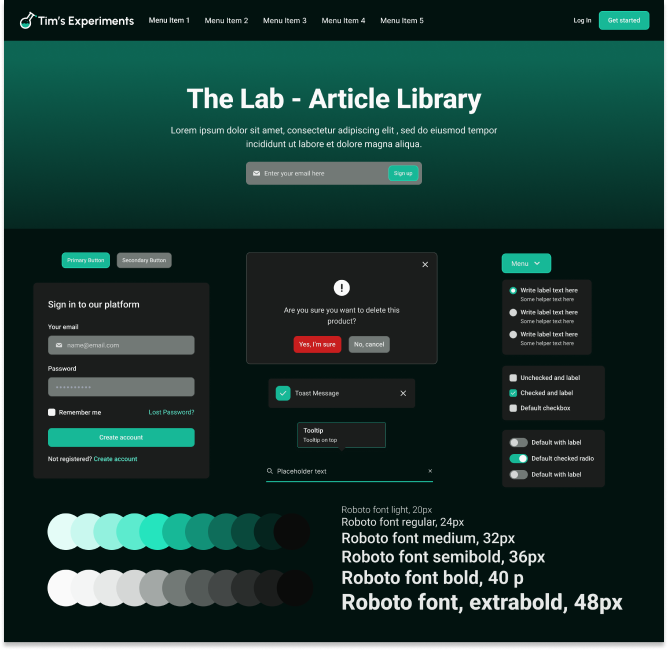 Tim's Experiments
Menu Item 1
Menu Item 2
Menu Item 3
Menu Item 4
Menu Item 5
Log In
Get started
The Lab - Article Library
Lorem ipsum dolor sit amet, consectetur adipiscing elit , sed do eiusmod tempor
incididunt ut labore et dolore magna aliqua.
Enter your email here
Sign up
Primary Button
Secondary Button
Sign in to our platform
Your email
name@email.com
Password
••••••••••
Remember me
Lost Password?
Create account
Not registered? Create account
!
Are you sure you want to delete this
product?
Yes, I'm sure
No, cancel
Toast Message
Tooltip
Tooltip on top
Placeholder text
Menu
Write label text here
Some helper text here
Write label text here
Some helper text here
Write label text here
Some helper text here
Unchecked and label
Checked and label
Default checkbox
Default with label
Default checked radio
Default with label
Roboto font light, 20px
Roboto font regular, 24px
Roboto font medium, 32px
Roboto font semibold, 36px
Roboto font bold, 40 p
Roboto font, extrabold, 48px